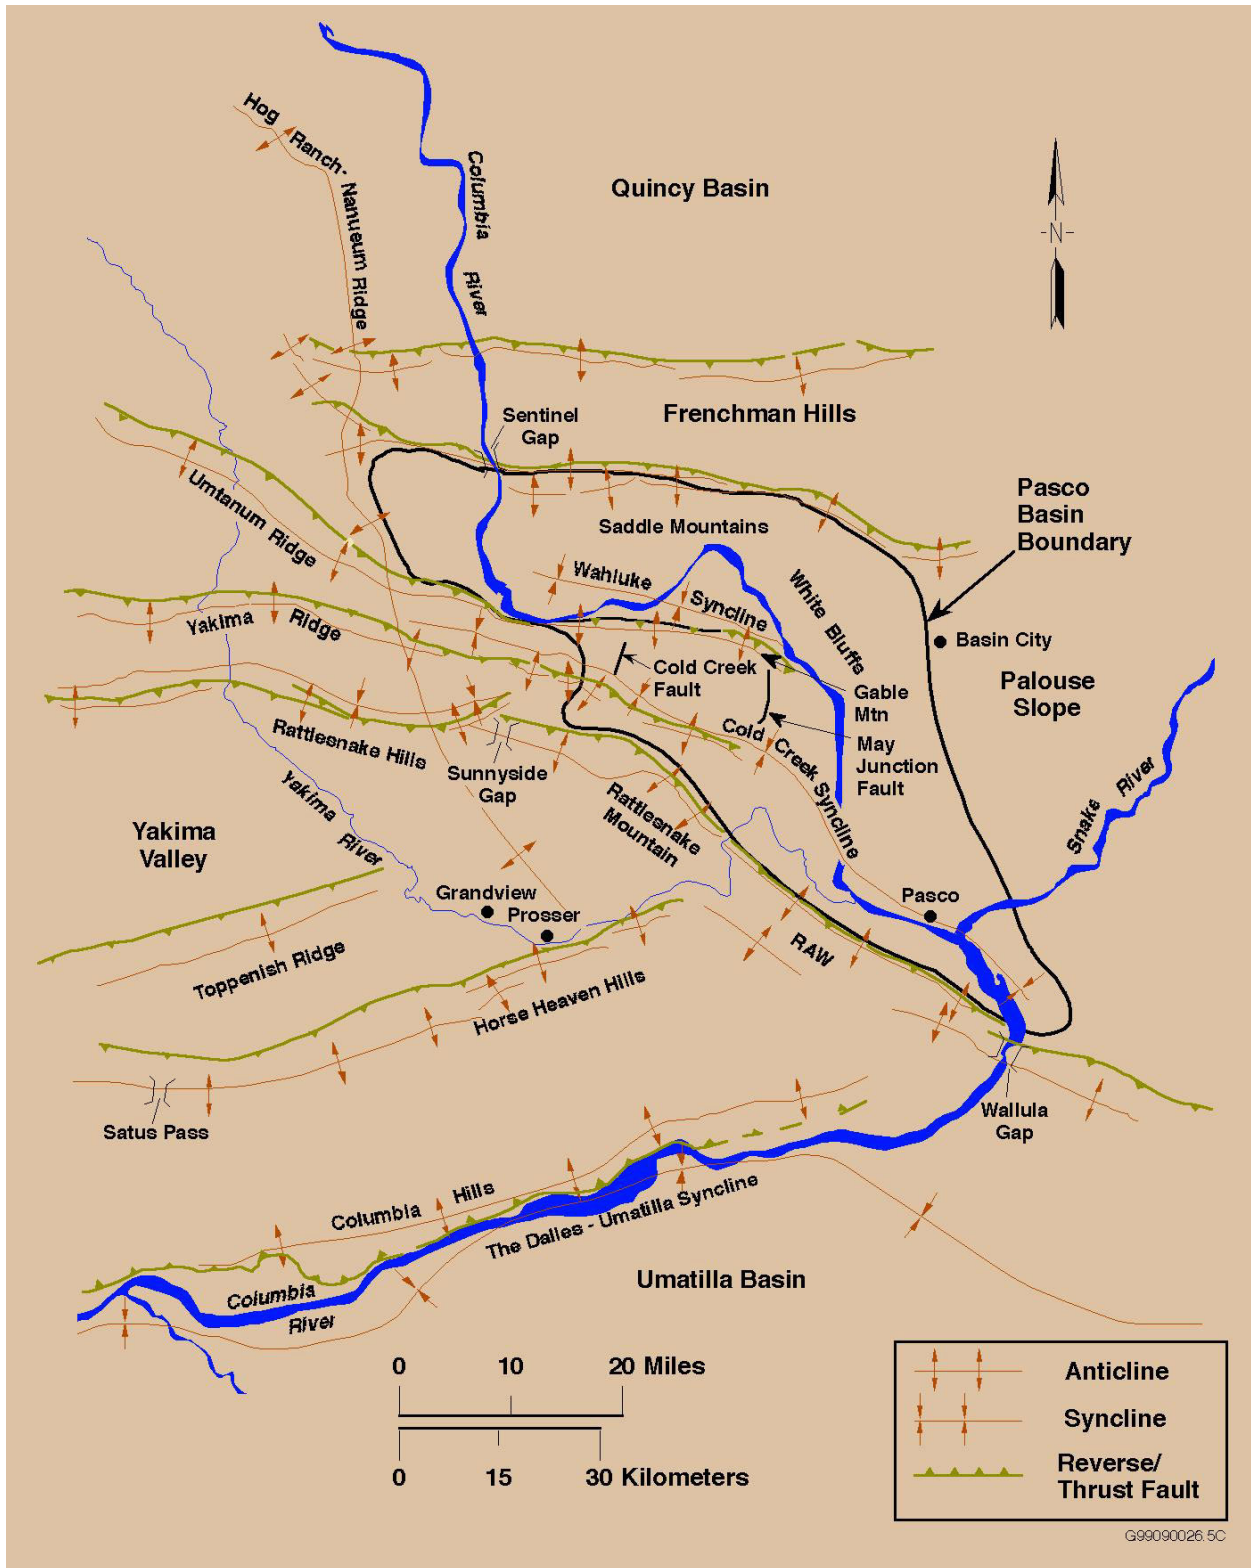 Hog Ranch-
Nanueum Ridge
Columbia
River
Quincy Basin
-N-
Sentinel
Gap
Frenchman Hills
Pasco
Basin
Boundary
Umtanum Ridge
Saddle Mountains
Wahluke
Syncline
White Bluffs
Yakima
Ridge
Basin City
Cold Creek
Fault
Gable
Mtn
Palouse
Slope
Rattlesnake Hills
Sunnyside
Gap
Cold Creek Syncline
May
Junction
Fault
Yakima
River
Rattlesnake
Mountain
Snake
River
Yakima
Valley
Grandview
Prosser
Pasco
RAW
Toppenish Ridge
Horse Heaven Hills
Satus Pass
Wallula
Gap
Columbia
Hills
The Dalles - Umatilla Syncline
Columbia
River
Umatilla Basin
0 10 20 Miles
0 15 30 Kilometers
Anticline
Syncline
Reverse/
Thrust Fault
G99090026.5C